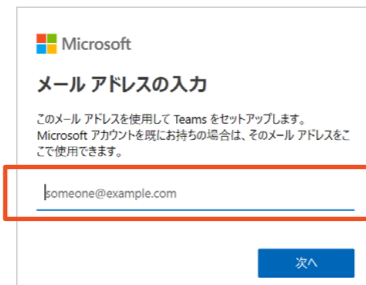 Microsoft
メール アドレスの入力
このメール アドレスを使用して Teams をセットアップします。
Microsoft アカウントを既にお持ちの場合は、そのメール アドレスをこ
こで使用できます。
someone@example.com
次へ